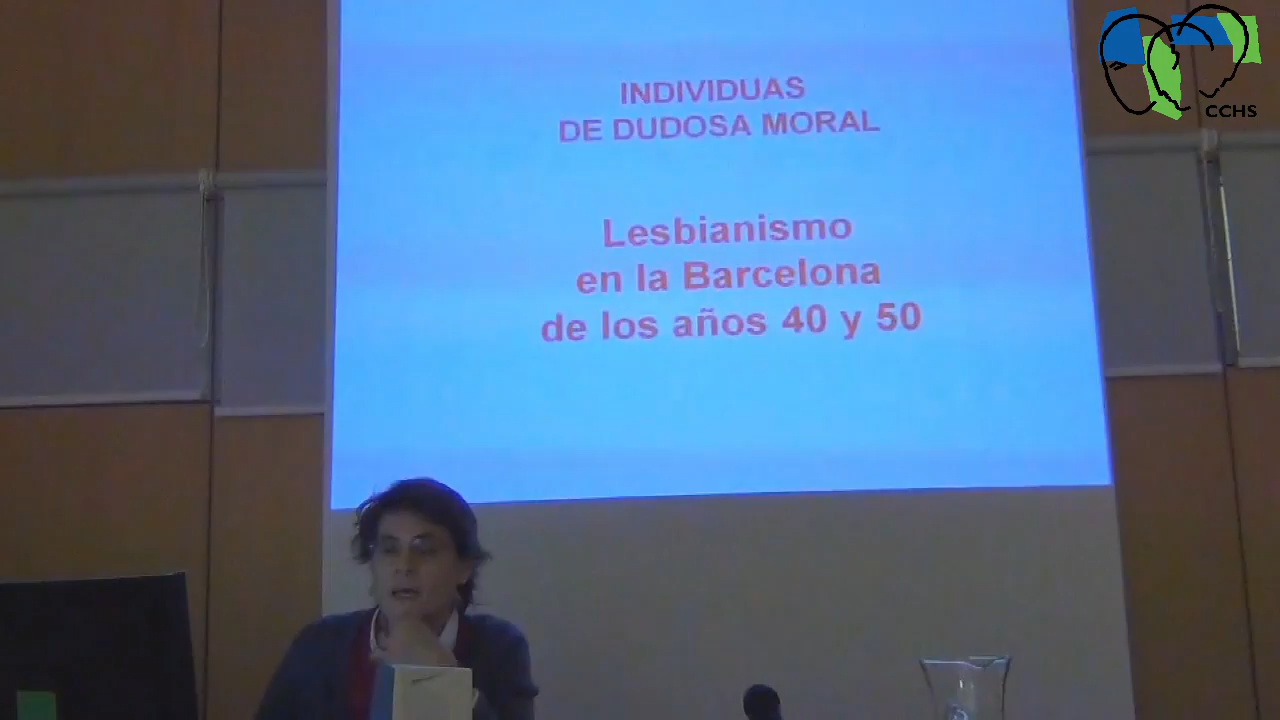 INDIVIDUAS
DE DUDOSA MORAL
Lesbianismo
en la Barcelona
de los años 40 y 50
CCHS